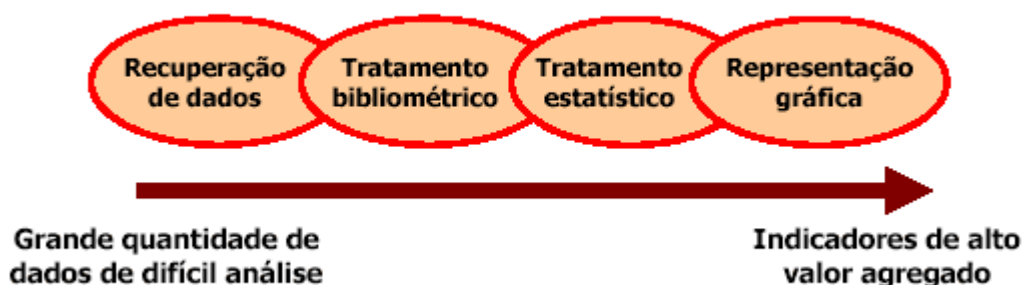 Recuperação
de dados
Tratamento
bibliométrico
Tratamento
estatístico
Representação
gráfica
Grande quantidade de
dados de difícil análise
Indicadores de alto
valor agregado